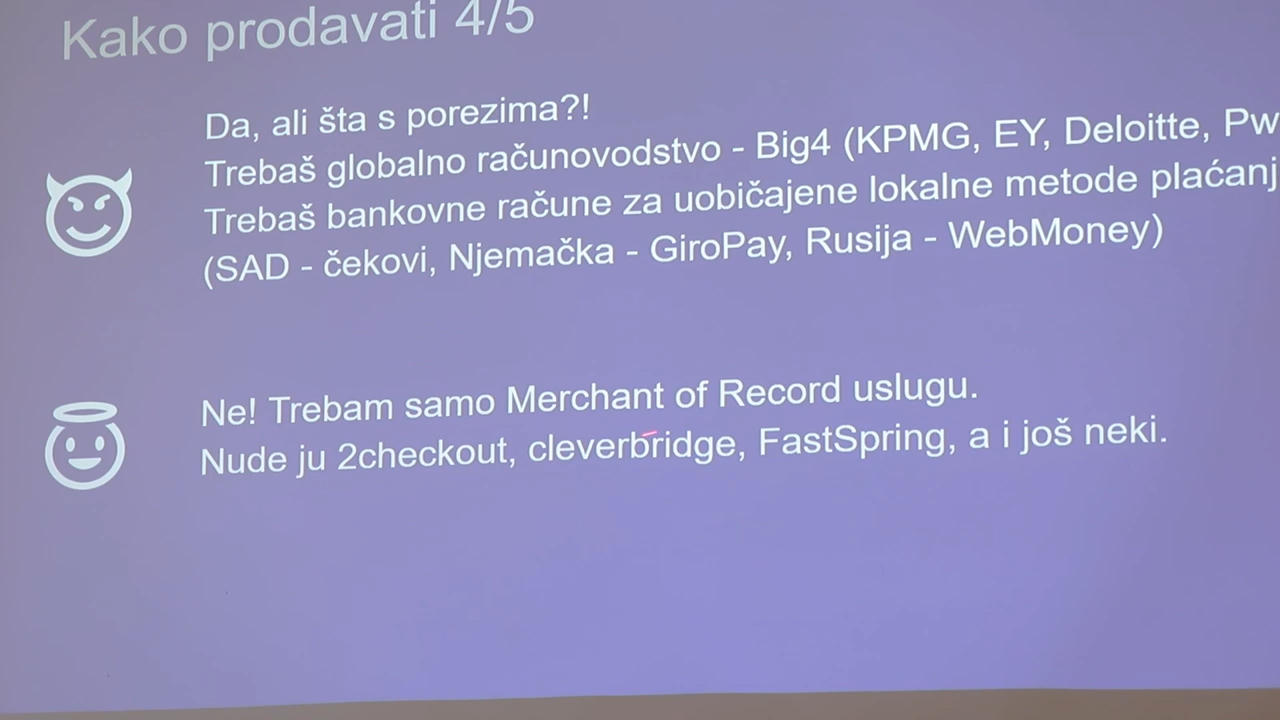 Kako prodavati 4/5
Da, ali šta s porezima?!
Trebaš globalno računovodstvo - Big4 (KPMG, EY, Deloitte, Pw
Trebaš bankovne račune za uobičajene lokalne metode plaćanj
(SAD - čekovi, Njemačka - GiroPay, Rusija - WebMoney)
Ne! Trebam samo Merchant of Record uslugu.
Nude ju 2checkout, cleverbridge, FastSpring, a i još neki.